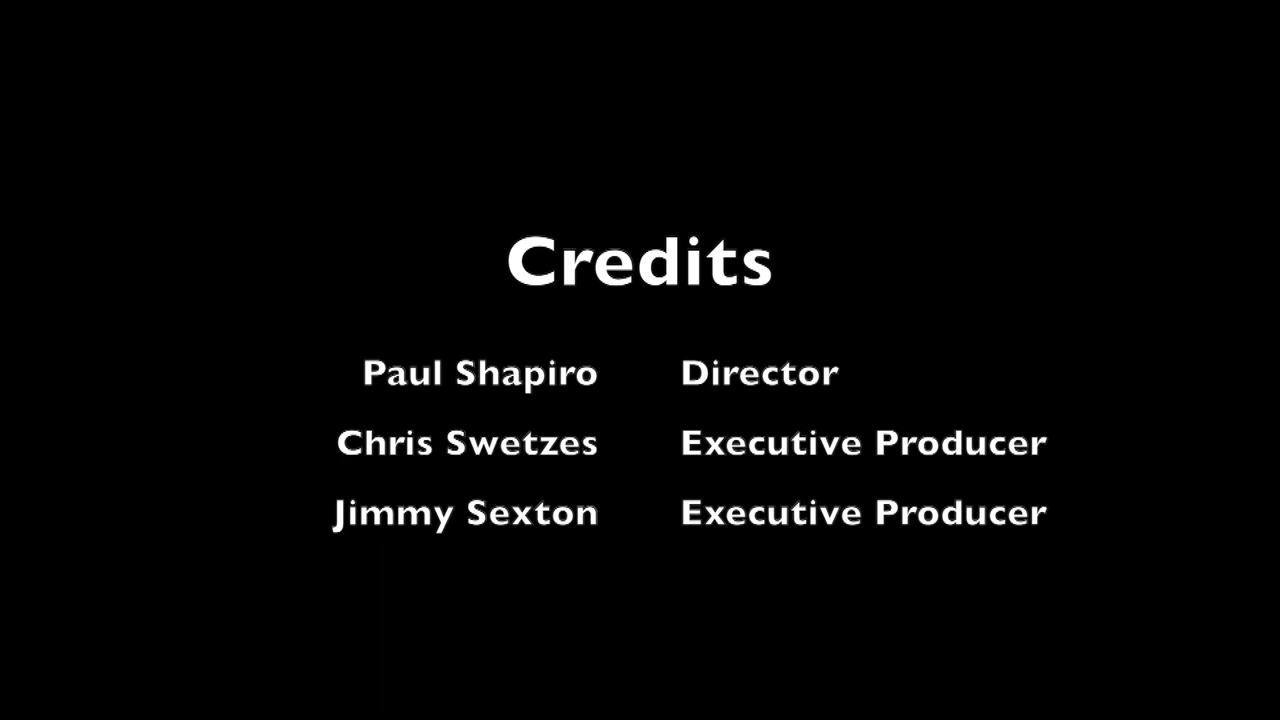 Credits
Paul Shapiro Director
Chris Swetzes Executive Producer
Jimmy Sexton Executive Producer